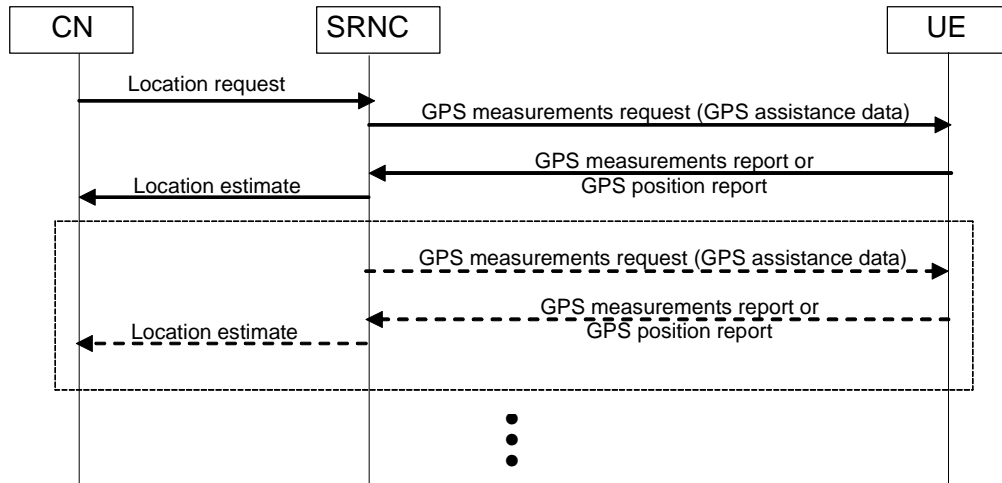 CN
SRNC
UE
Location request
GPS measurements request (GPS assistance data)
GPS measurements report or
GPS position report
Location estimate
GPS measurements request (GPS assistance data)
GPS measurements report or
GPS position report
Location estimate